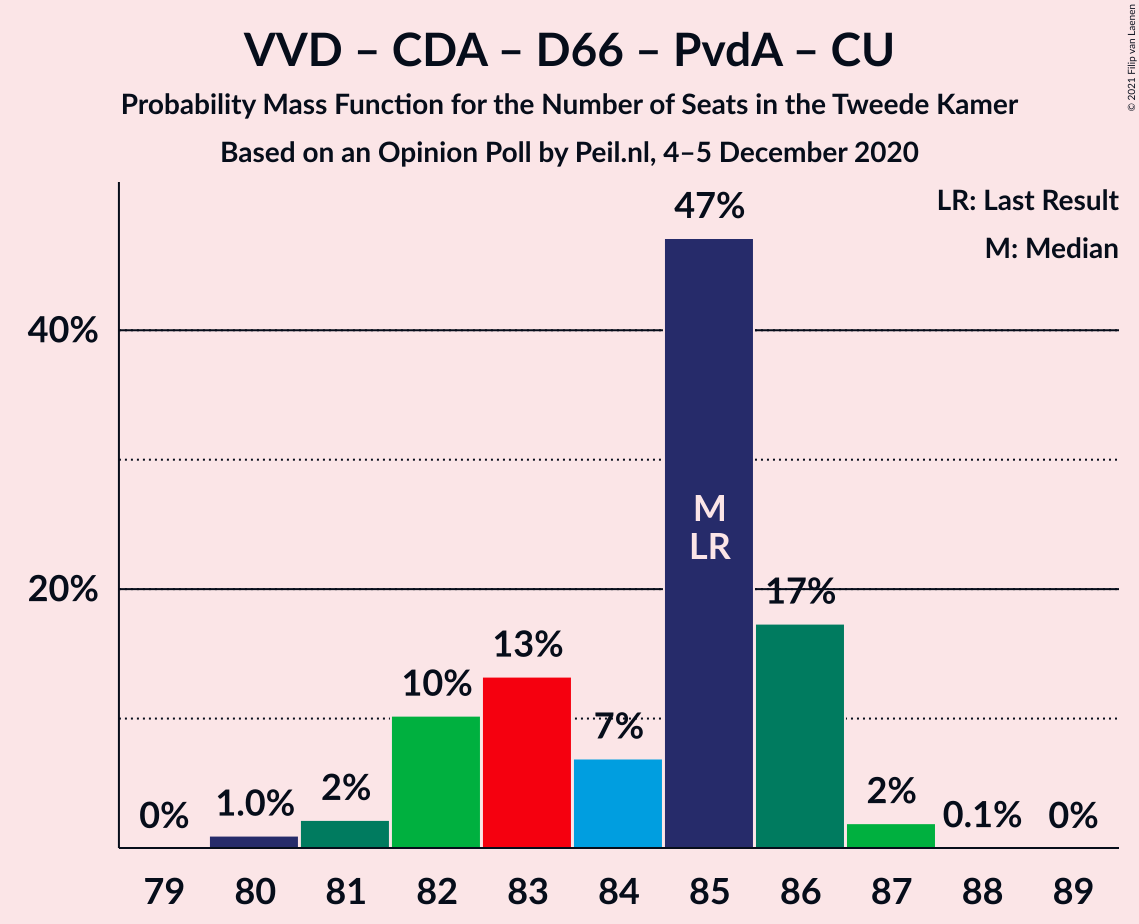 VVD – CDA – D66 – PvdA – CU
Probability Mass Function for the Number of Seats in the Tweede Kamer
Based on an Opinion Poll by Peil.nl, 4–5 December 2020
© 2021 Filip van Laenen
LR: Last Result
M: Median
40%
20%
0%
1.0%
2%
10%
13%
7%
47%
M
LR
17%
2%
0.1%
0%
79 80 81 82 83 84 85 86 87 88 89